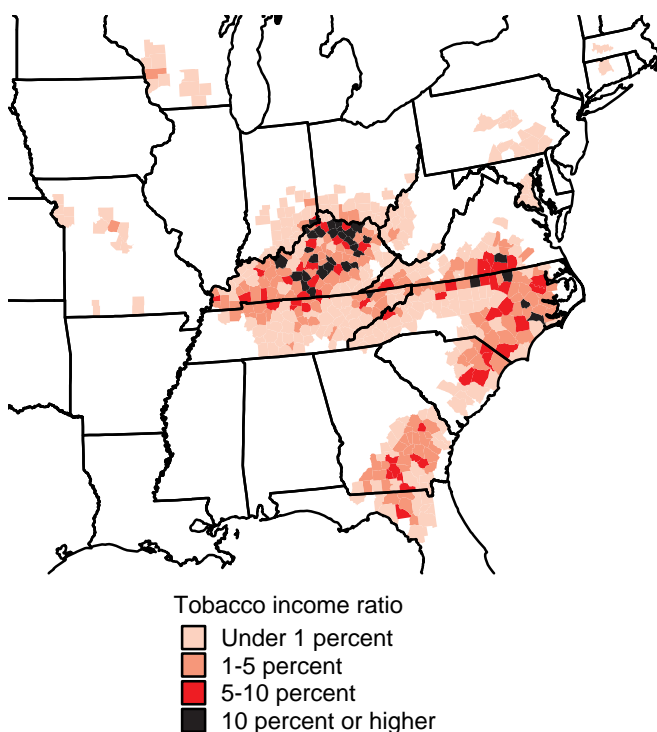 Tobacco income ratio
Under 1 percent
1-5 percent
5-10 percent
10 percent or higher